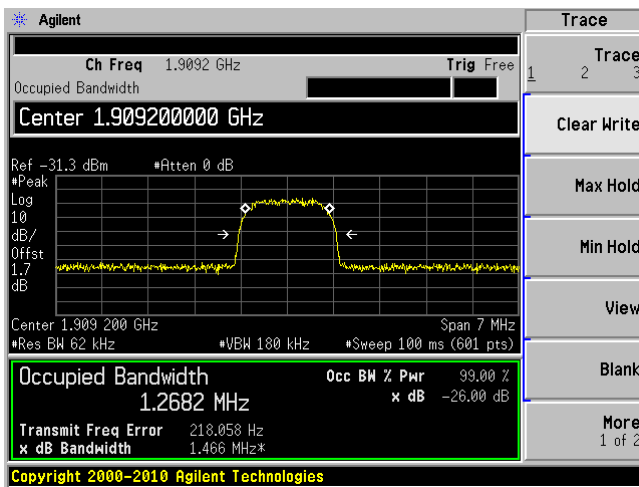 Agilent
Trace
Ch Freq 1.9092 GHz Trig Free
Occupied Bandwidth
Center 1.909200000 GHz
Ref -31.3 dBm #Atten 0 dB
#Peak
Log
10
dB/
Offst
1.7
dB
Center 1.909 200 GHz Span 7 MHz
#Res BW 62 kHz #VBW 180 kHz #Sweep 100 ms (601 pts)
Occupied Bandwidth
1.2682 MHz
Occ BW % Pwr 99.00 %
x dB -26.00 dB
Transmit Freq Error 218.058 Hz
x dB Bandwidth 1.466 MHz*
Trace
1 2 3
Clear Write
Max Hold
Min Hold
View
Blank
More
1 of 2
Copyright 2000-2010 Agilent Technologies